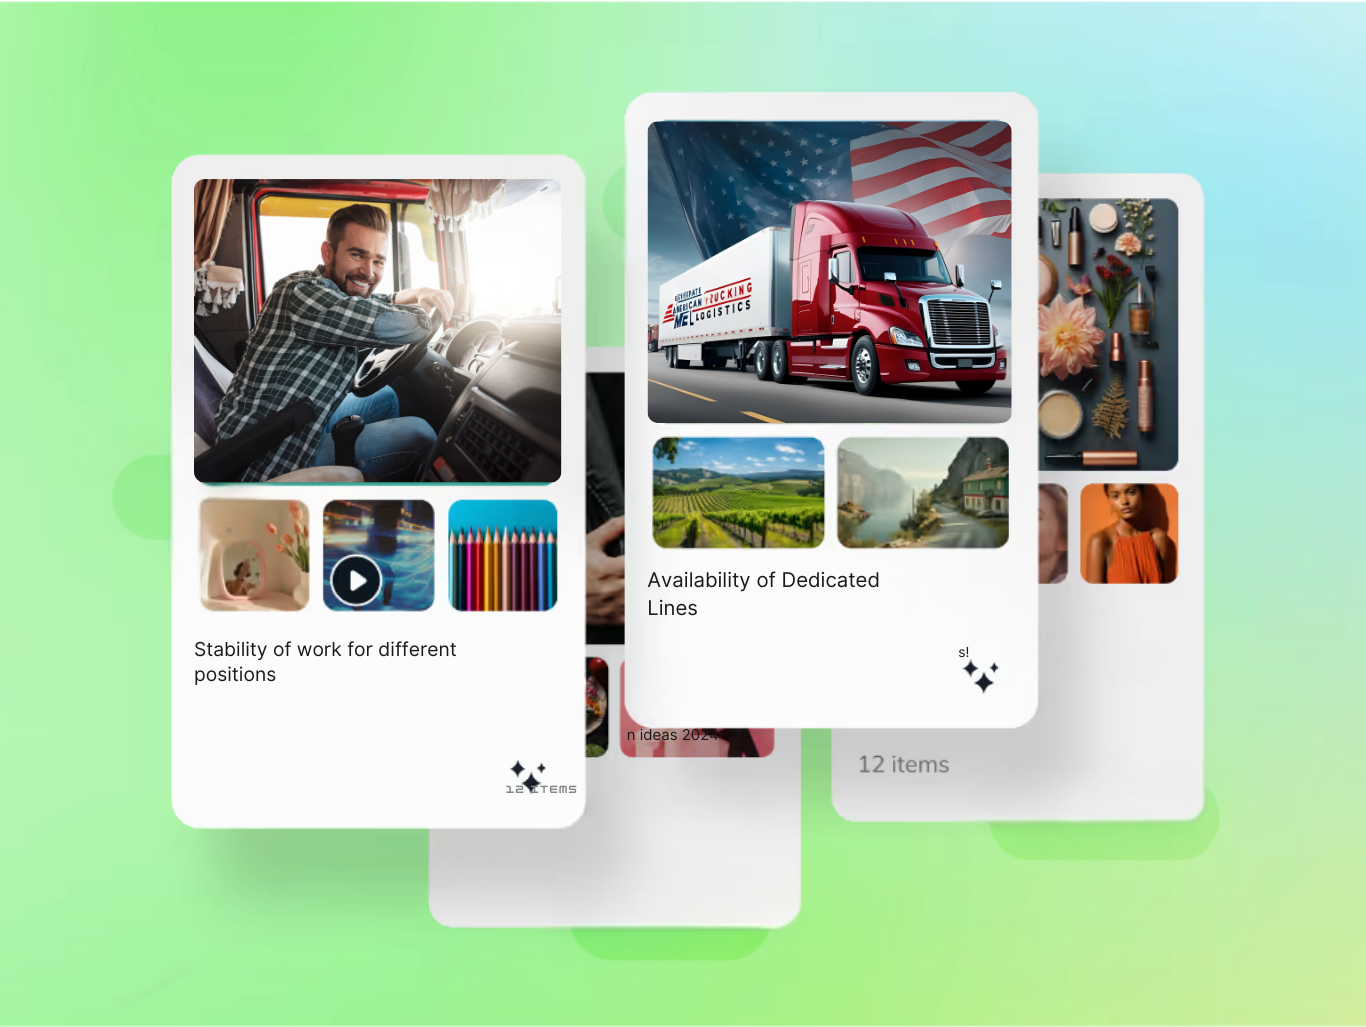 AMERICAN TRUCKING
MEL LOGISTICS
Stability of work for different
positions
12 ITEMS
Availability of Dedicated
Lines
s!
n ideas 2024
12 items